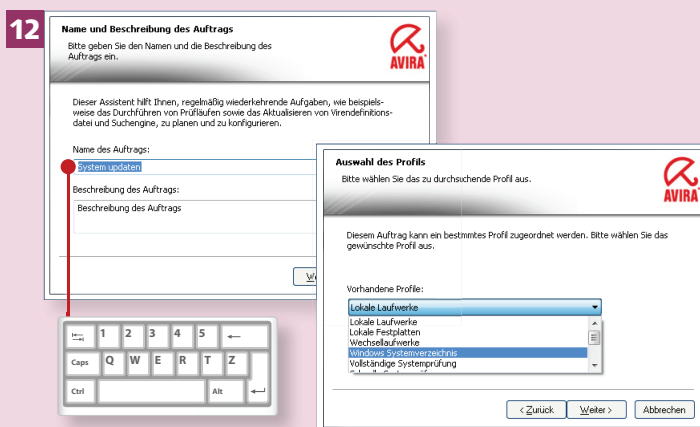 12
Name und Beschreibung des Auftrags
Bitte geben Sie den Namen und die Beschreibung des
Auftrags ein.
AVIRA
Dieser Assistent hilft Ihnen, regelmäßig wiederkehrende Aufgaben, wie beispiels-
weise das Durchführen von Prüfläufen sowie das Aktualisieren von Virendefinitions-
datei und Suchengine, zu planen und zu konfigurieren.
Name des Auftrags:
System updaten
Beschreibung des Auftrags:
Beschreibung des Auftrags
Auswahl des Profils
Bitte wählen Sie das zu durchsuchende Profil aus.
AVIRA
Diesem Auftrag kann ein bestimmtes Profil zugeordnet werden. Bitte wählen Sie das
gewünschte Profil aus.
Vorhandene Profile:
Lokale Laufwerke
Lokale Laufwerke
Lokale Festplatten
Wechsellaufwerke
Windows Systemverzeichnis
Vollständige Systemprüfung
< Zurück Weiter > Abbrechen
1 2 3 4 5 ←
Caps Q W E R T Z
Ctrl Alt